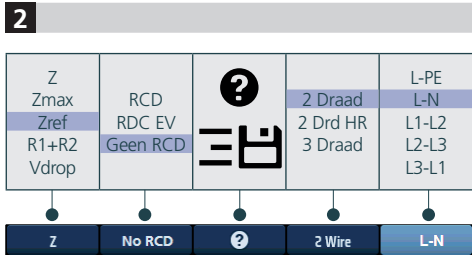 2
Z
Zmax
Zref
R1+R2
Vdrop
RCD
RDC EV
Geen RCD
?
2 Draad
2 Drd HR
3 Draad
L-PE
L-N
L1-L2
L2-L3
L3-L1
Z
No RCD
?
2 Wire
L-N